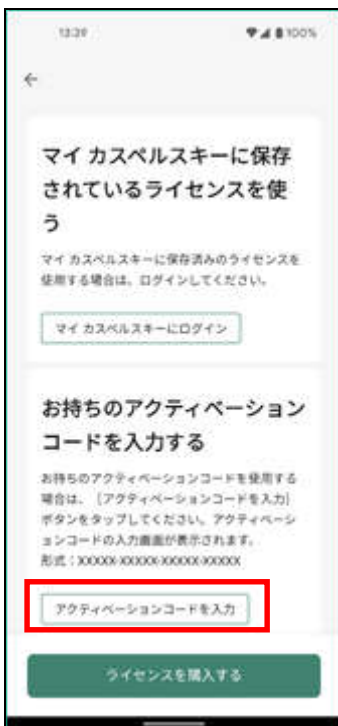 13:39
100%
マイ カスペルスキーに保存
されているライセンスを使
う
マイ カスペルスキーに保存済みのライセンスを
使用する場合は、ログインしてください。
マイ カスペルスキーにログイン
お持ちのアクティベーション
コードを入力する
お持ちのアクティベーションコードを使用する
場合は、［アクティベーションコードを入力］
ボタンをタップしてください。アクティベーシ
ョンコードの入力画面が表示されます。
形式：XXXXX-XXXXX-XXXXX-XXXXX
アクティベーションコードを入力
ライセンスを購入する